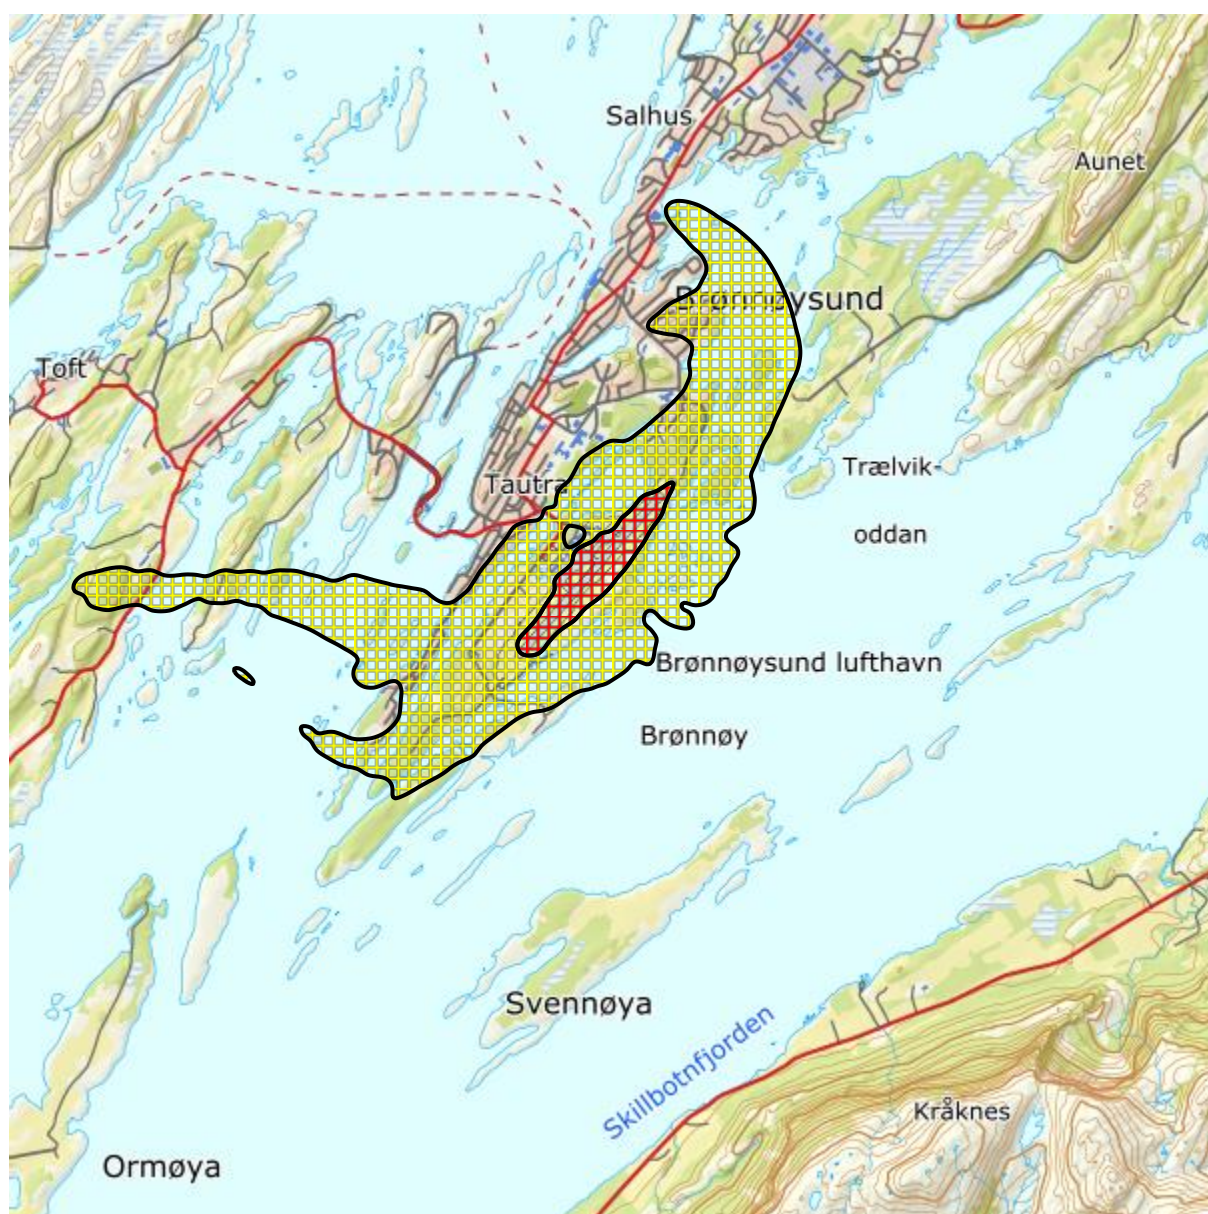 Salhus
Aunet
Brønnøysund
Toft
Trælvik-
Tautra
oddan
Brønnøysund lufthavn
Brønnøy
Svennøya
Skillbotnfjorden
Kråknes
Ormøya